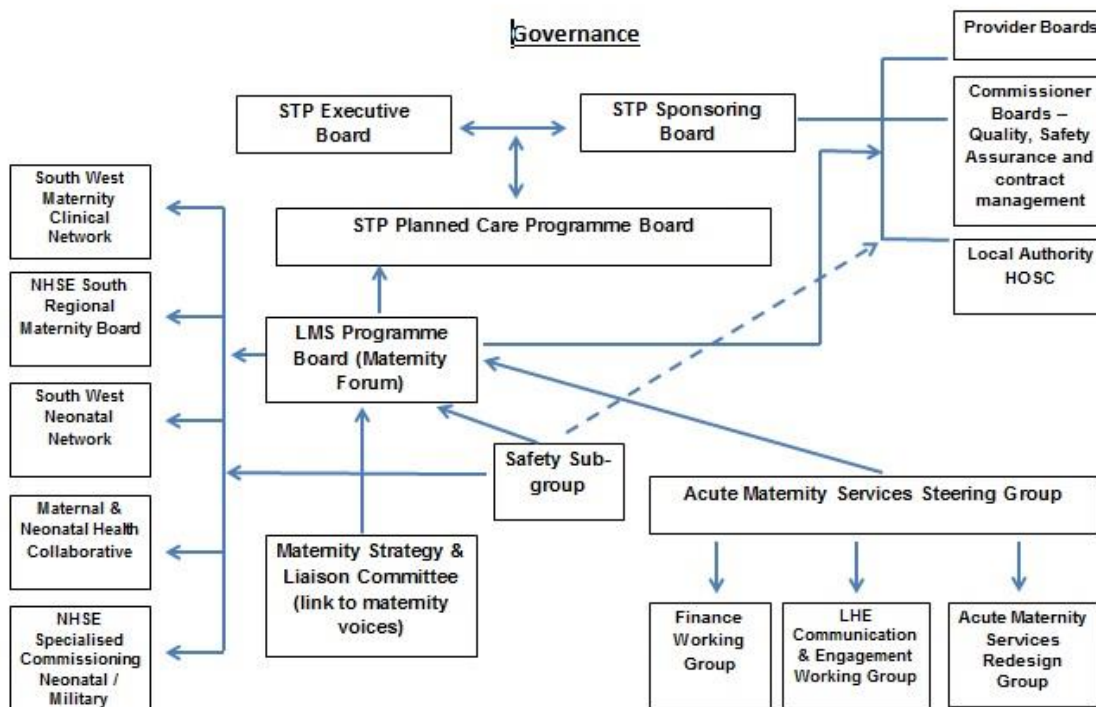 Governance
Provider Boards
STP Executive
Board
STP Sponsoring
Board
Commissioner
Boards –
Quality, Safety
Assurance and
contract
management
South West
Maternity
Clinical
Network
STP Planned Care Programme Board
Local Authority
HOSC
NHSE South
Regional
Maternity Board
LMS Programme
Board (Maternity
Forum)
South West
Neonatal
Network
Safety Sub-
group
Acute Maternity Services Steering Group
Maternal &
Neonatal Health
Collaborative
Maternity Strategy &
Liaison Committee
(link to maternity
voices)
NHSE
Specialised
Commissioning
Neonatal /
Military
Finance
Working
Group
LHE
Communication
& Engagement
Working Group
Acute Maternity
Services
Redesign
Group